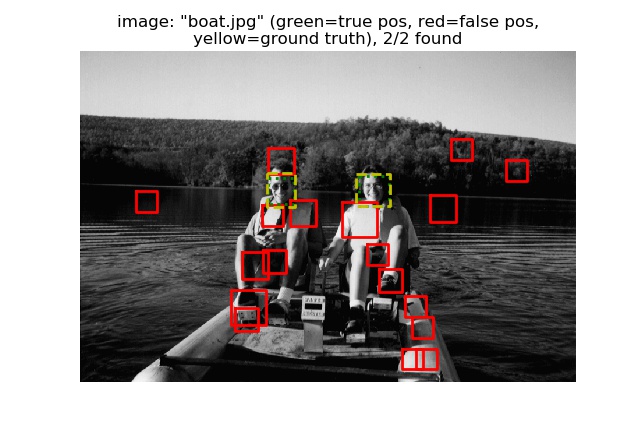 image: "boat.jpg" (green=true pos, red=false pos,
yellow=ground truth), 2/2 found